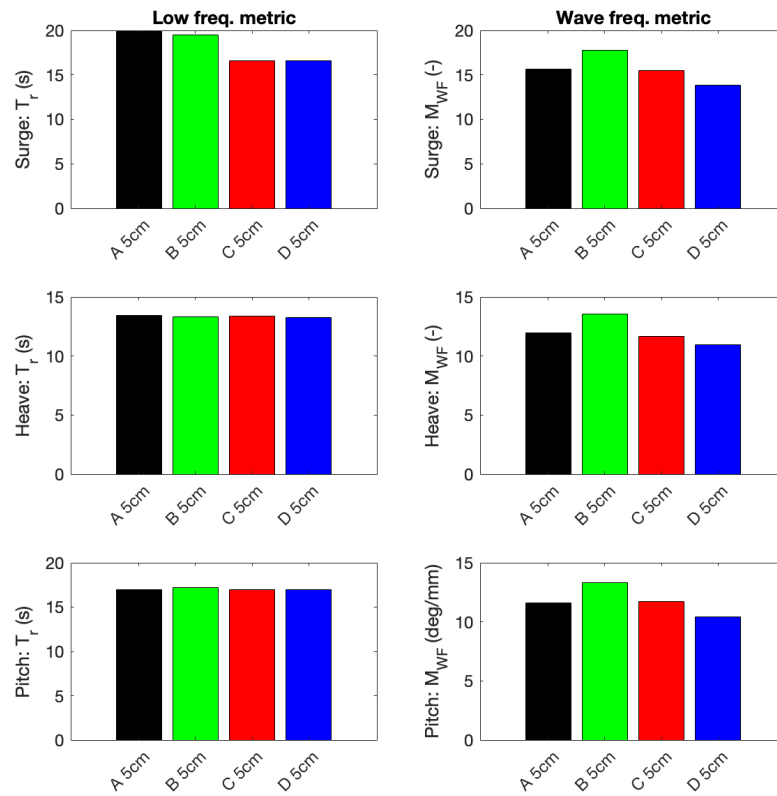 Low freq. metric
Surge: T_r (s)
20
15
10
5
0
A 5cm
B 5cm
C 5cm
D 5cm
Wave freq. metric
Surge: M_WF (-)
20
15
10
5
0
A 5cm
B 5cm
C 5cm
D 5cm
Heave: T_r (s)
15
10
5
0
A 5cm
B 5cm
C 5cm
D 5cm
Heave: M_WF (-)
15
10
5
0
A 5cm
B 5cm
C 5cm
D 5cm
Pitch: T_r (s)
20
15
10
5
0
A 5cm
B 5cm
C 5cm
D 5cm
Pitch: M_WF (deg/mm)
15
10
5
0
A 5cm
B 5cm
C 5cm
D 5cm